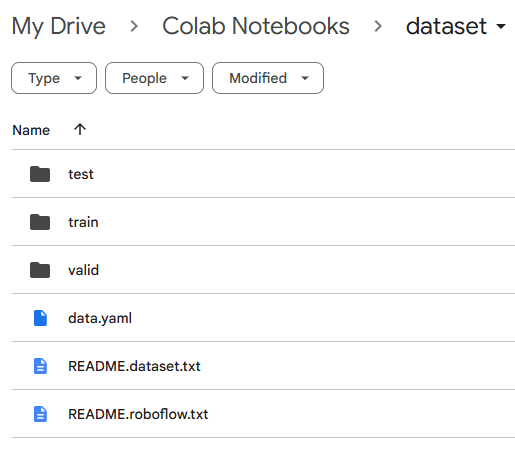 My Drive > Colab Notebooks > dataset
Type People Modified
Name
test
train
valid
data.yaml
README.dataset.txt
README.roboflow.txt